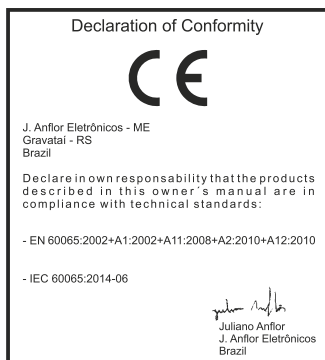 Declaration of Conformity
CE
J. Anflor Eletrônicos - ME
Gravataí - RS
Brazil
Declare in own responsability that the products
described in this owner´s manual are in
compliance with technical standards:
- EN 60065:2002+A1:2002+A11:2008+A2:2010+A12:2010
- IEC 60065:2014-06
Juliano Anflor
J. Anflor Eletrônicos
Brazil